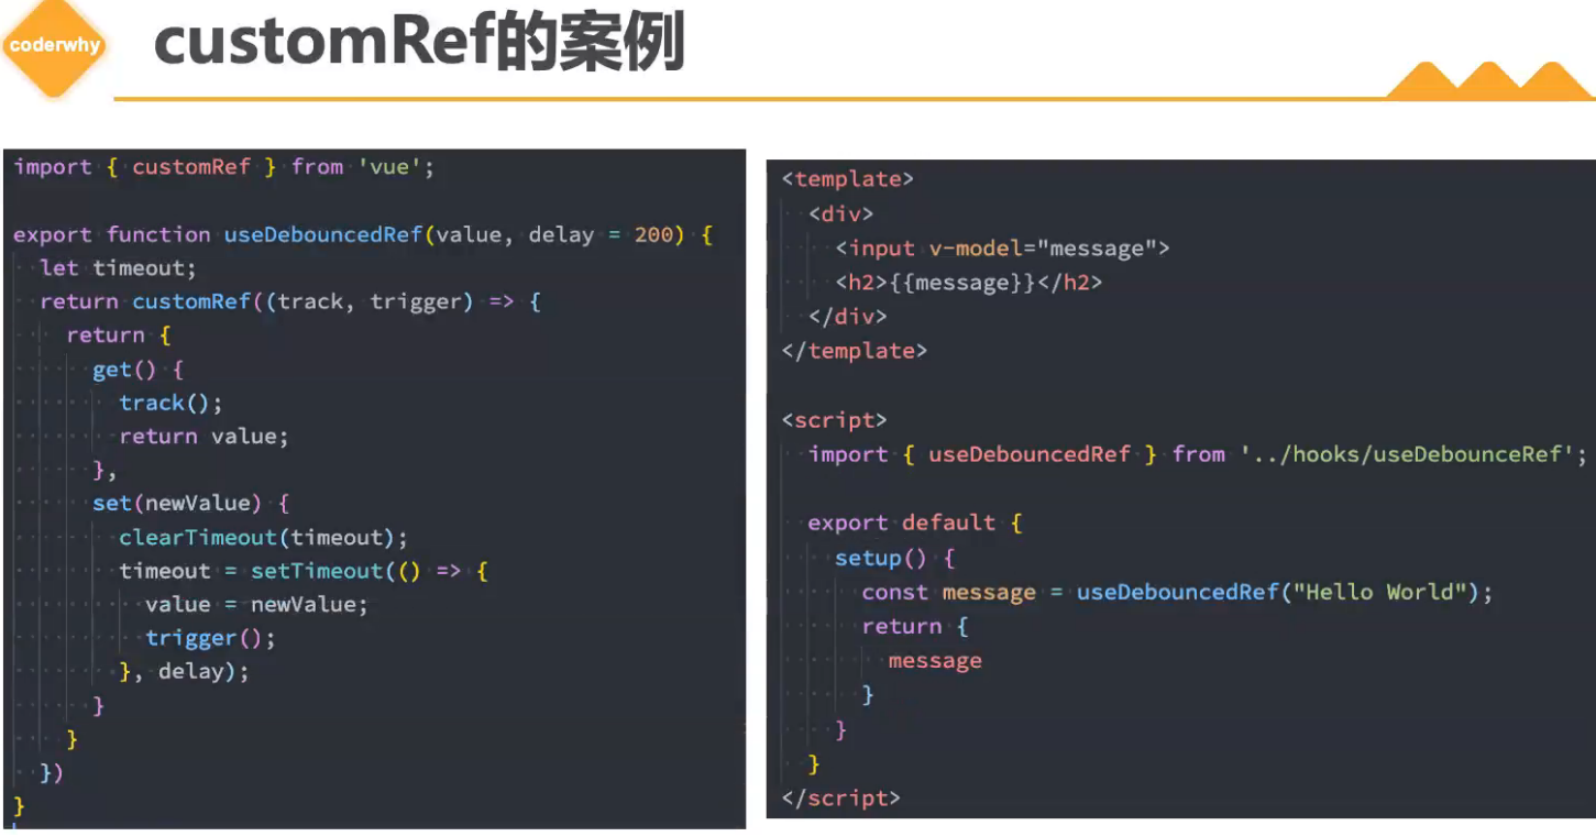 coderwhy
customRef的案例
import { customRef } from 'vue';
export function useDebouncedRef(value, delay = 200) {
let timeout;
return customRef((track, trigger) => {
return {
get() {
track();
return value;
},
set(newValue) {
clearTimeout(timeout);
timeout = setTimeout(() => {
value = newValue;
trigger();
}, delay);
}
}
})
}
<template>
<div>
<input v-model="message">
<h2>{{message}}</h2>
</div>
</template>
<script>
import { useDebouncedRef } from '../hooks/useDebounceRef';
export default {
setup() {
const message = useDebouncedRef("Hello World");
return {
message
}
}
}
</script>